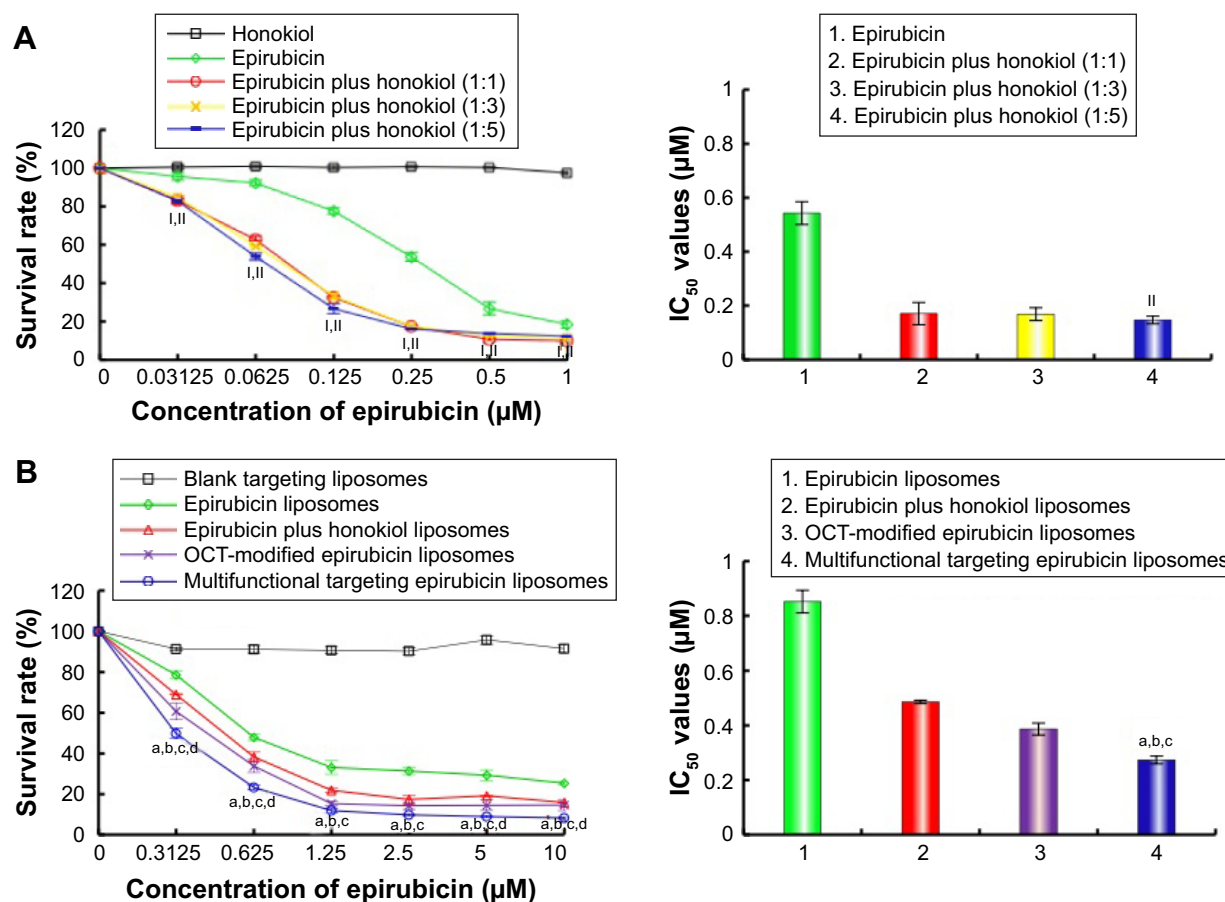 A
Honokiol
Epirubicin
Epirubicin plus honokiol (1:1)
Epirubicin plus honokiol (1:3)
Epirubicin plus honokiol (1:5)
Survival rate (%)
120
100
80
60
40
20
0
I,II
I,II
I,II
I,II
I,II
I,II
0 0.03125 0.0625 0.125 0.25 0.5 1
Concentration of epirubicin (µM)
1. Epirubicin
2. Epirubicin plus honokiol (1:1)
3. Epirubicin plus honokiol (1:3)
4. Epirubicin plus honokiol (1:5)
IC50 values (µM)
1
0.8
0.6
0.4
0.2
0
II
1 2 3 4
B
Blank targeting liposomes
Epirubicin liposomes
Epirubicin plus honokiol liposomes
OCT-modified epirubicin liposomes
Multifunctional targeting epirubicin liposomes
Survival rate (%)
120
100
80
60
40
20
0
a,b,c,d
a,b,c,d
a,b,c
a,b,c
a,b,c,d
a,b,c,d
0 0.3125 0.625 1.25 2.5 5 10
Concentration of epirubicin (µM)
1. Epirubicin liposomes
2. Epirubicin plus honokiol liposomes
3. OCT-modified epirubicin liposomes
4. Multifunctional targeting epirubicin liposomes
IC50 values (µM)
1
0.8
0.6
0.4
0.2
0
a,b,c
1 2 3 4